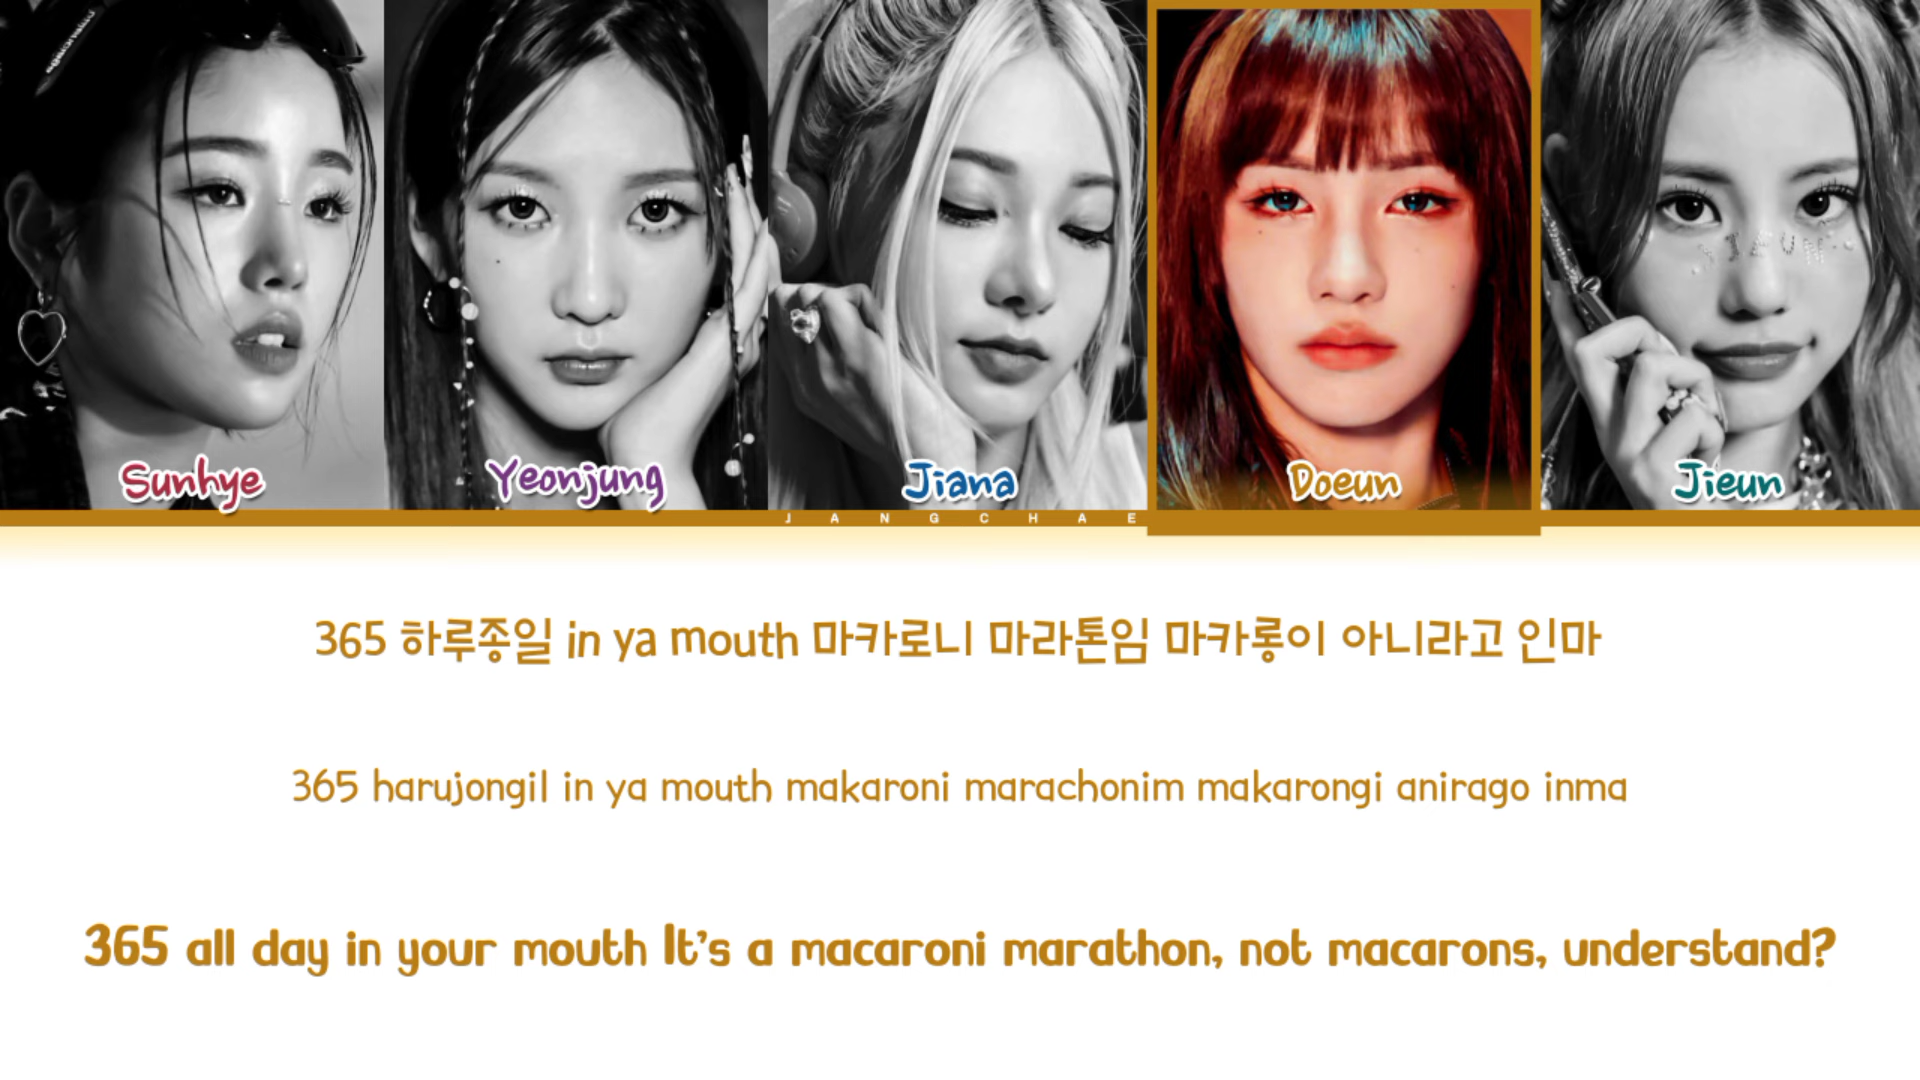 Sunhye
Yeonjung
Jiana
Doeun
Jieun
JIEUN
JANGCHAE
365 하루종일 in ya mouth 마카로니 마라톤임 마카롱이 아니라고 인마
365 harujongil in ya mouth makaroni marachonim makarongi anirago inma
365 all day in your mouth It's a macaroni marathon, not macarons, understand?